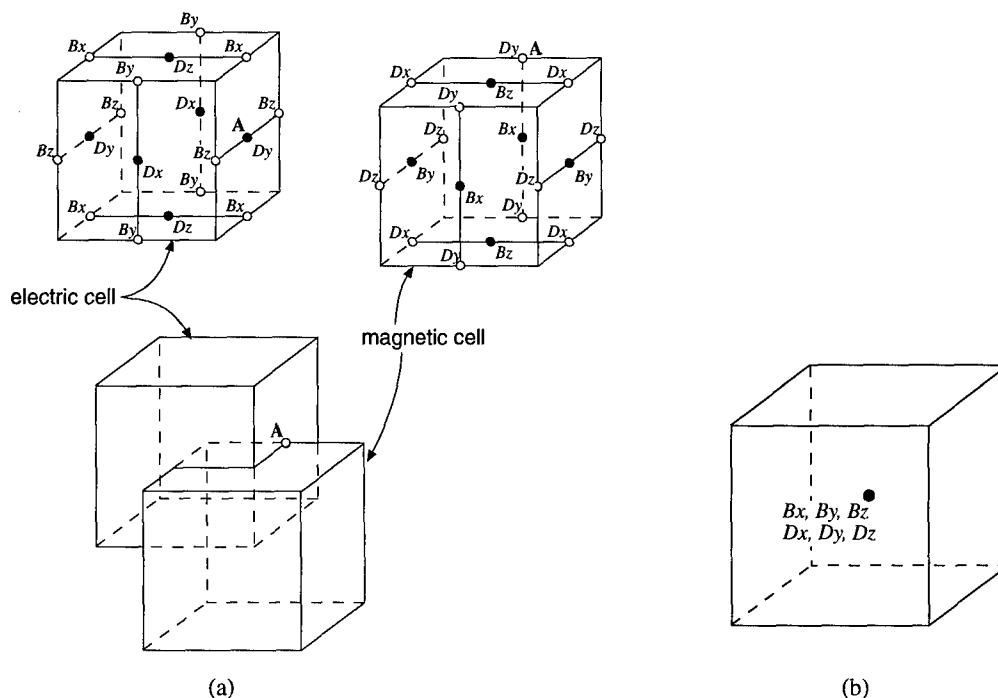 By
Bx Bx
Dz
By
Bz Dx Bz
A
Bz Dy Bz Dy
Dx
Bx By Bx
Dz
By
Dy A
Dx Dx
Bz
Dy
Dz Bx Dz
Dz By Dz By
Bx
Dx Dy Dx
Bz
Dy
electric cell
magnetic cell
A
Bx, By, Bz
Dx, Dy, Dz
(a) (b)